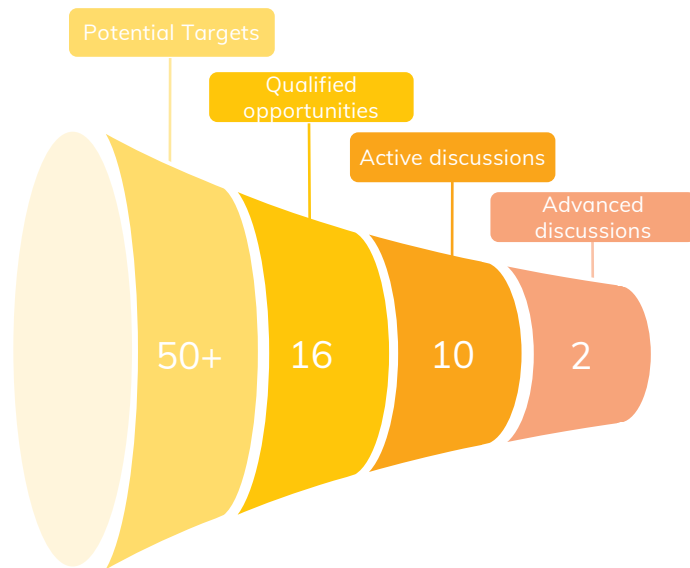 Potential Targets
Qualified
opportunities
Active discussions
Advanced
discussions
50+
16
10
2